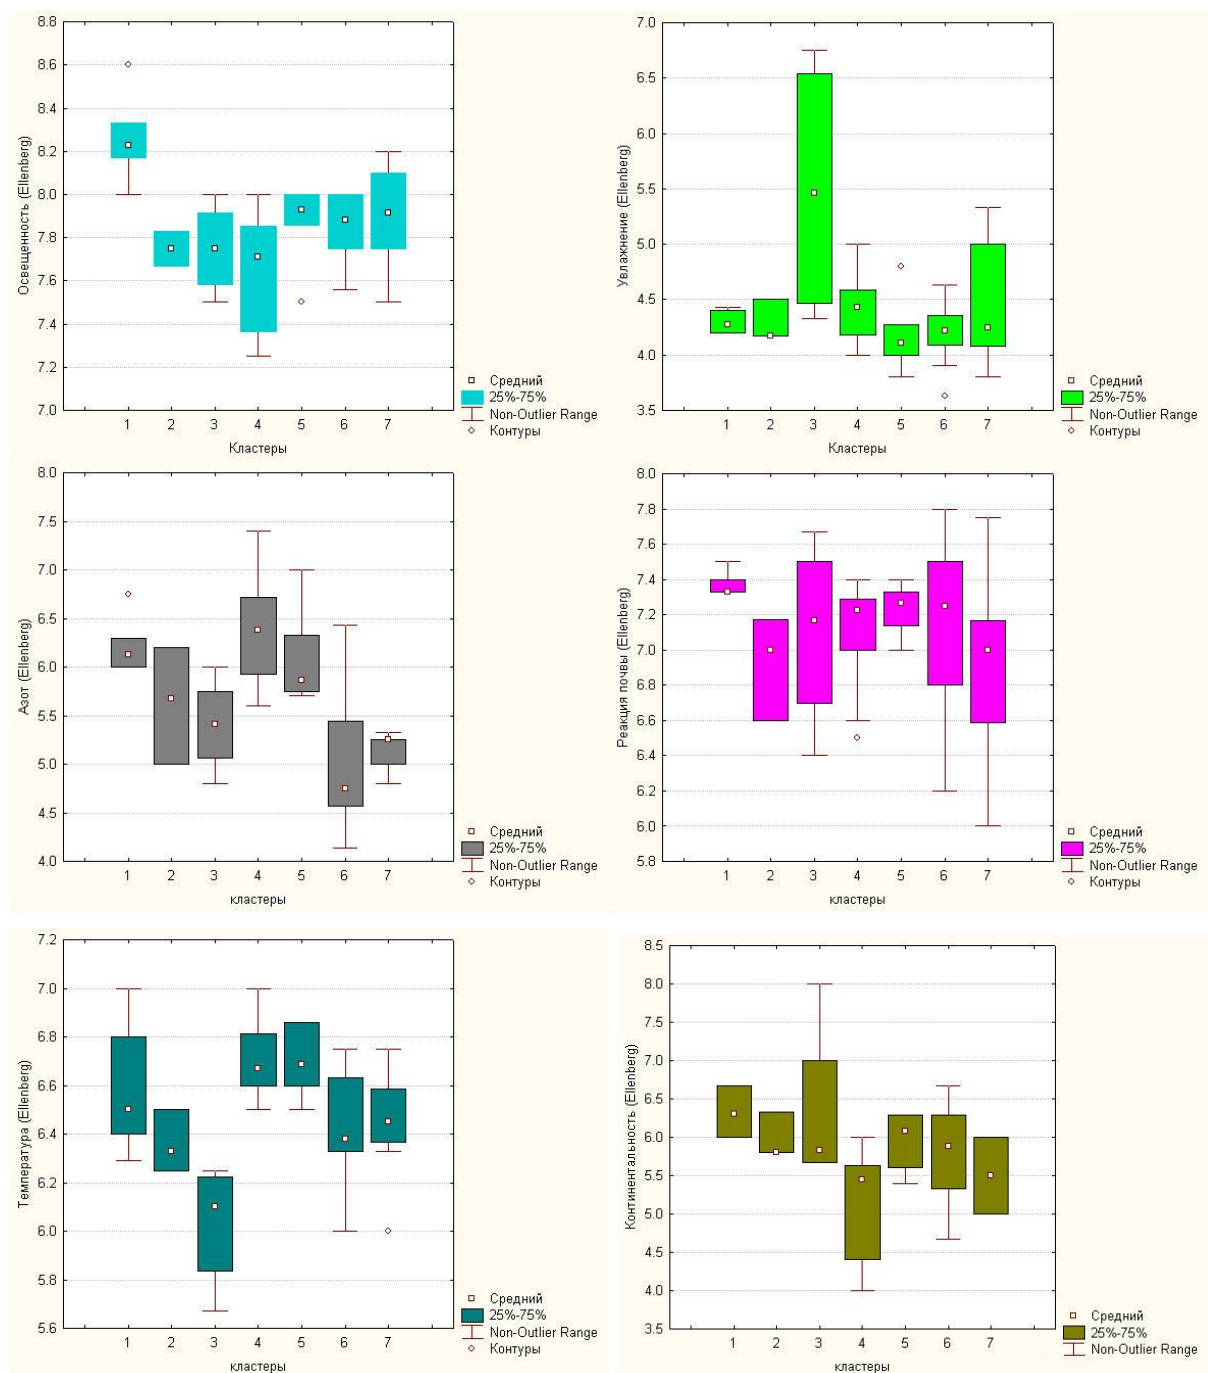 Освещенность (Ellenberg)
8.8
8.6
8.4
8.2
8.0
7.8
7.6
7.4
7.2
7.0
1 2 3 4 5 6 7
Кластеры
Средний
25%-75%
Non-Outlier Range
Контуры
Увлажнение (Ellenberg)
7.0
6.5
6.0
5.5
5.0
4.5
4.0
3.5
1 2 3 4 5 6 7
Кластеры
Средний
25%-75%
Non-Outlier Range
Контуры
Азот (Ellenberg)
8.0
7.5
7.0
6.5
6.0
5.5
5.0
4.5
4.0
1 2 3 4 5 6 7
кластеры
Средний
25%-75%
Non-Outlier Range
Контуры
Реакция почвы (Ellenberg)
8.0
7.8
7.6
7.4
7.2
7.0
6.8
6.6
6.4
6.2
6.0
5.8
1 2 3 4 5 6 7
кластеры
Средний
25%-75%
Non-Outlier Range
Контуры
Температура (Ellenberg)
7.2
7.0
6.8
6.6
6.4
6.2
6.0
5.8
5.6
1 2 3 4 5 6 7
кластеры
Средний
25%-75%
Non-Outlier Range
Контуры
Континентальность (Ellenberg)
8.5
8.0
7.5
7.0
6.5
6.0
5.5
5.0
4.5
4.0
3.5
1 2 3 4 5 6 7
кластеры
Средний
25%-75%
Non-Outlier Range